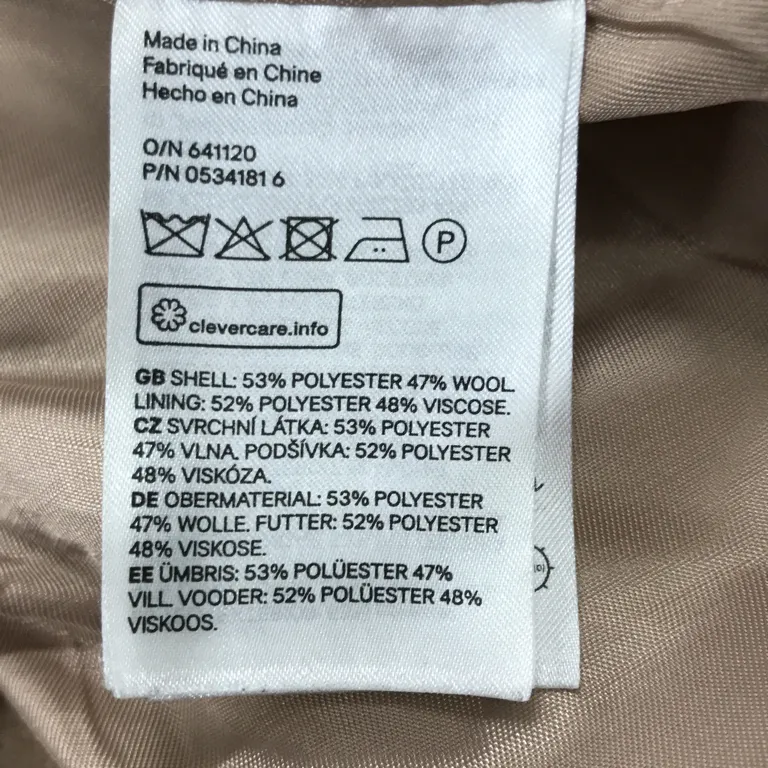 Made in China
Fabriqué en Chine
Hecho en China
O/N 641120
P/N 0534181 6
P
clevercare.info
GB SHELL: 53% POLYESTER 47% WOOL.
LINING: 52% POLYESTER 48% VISCOSE.
CZ SVRCHNÍ LÁTKA: 53% POLYESTER
47% VLNA. PODŠÍVKA: 52% POLYESTER
48% VISKÓZA.
DE OBERMATERIAL: 53% POLYESTER
47% WOLLE. FUTTER: 52% POLYESTER
48% VISKOSE.
EE ÜMBRIS: 53% POLÜESTER 47%
VILL. VOODER: 52% POLÜESTER 48%
VISKOOS.